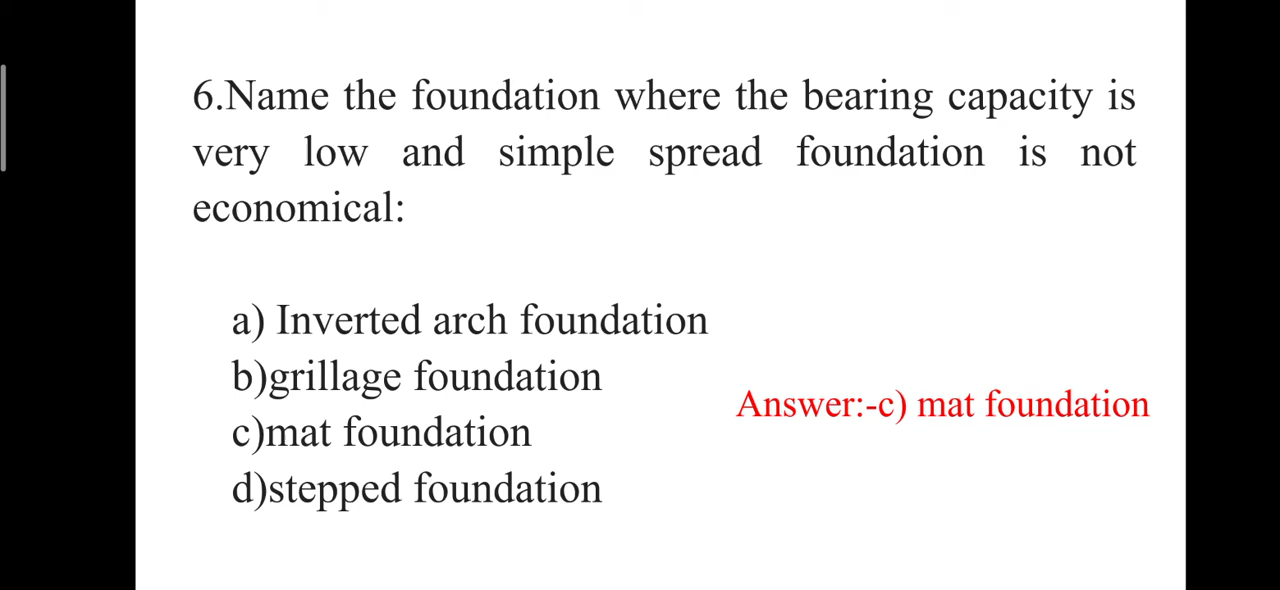 6.Name the foundation where the bearing capacity is
very low and simple spread foundation is not
economical:
a) Inverted arch foundation
b)grillage foundation
c)mat foundation
d)stepped foundation
Answer:-c) mat foundation